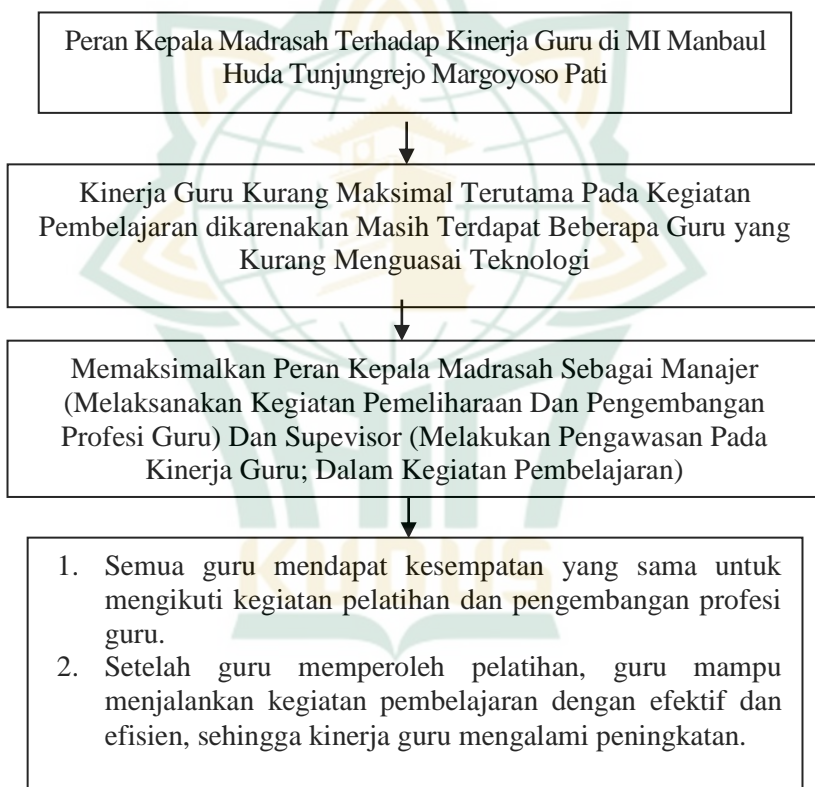 Peran Kepala Madrasah Terhadap Kinerja Guru di MI Manbaul
Huda Tunjungrejo Margoyoso Pati
Kinerja Guru Kurang Maksimal Terutama Pada Kegiatan
Pembelajaran dikarenakan Masih Terdapat Beberapa Guru yang
Kurang Menguasai Teknologi
Memaksimalkan Peran Kepala Madrasah Sebagai Manajer
(Melaksanakan Kegiatan Pemeliharaan Dan Pengembangan
Profesi Guru) Dan Supevisor (Melakukan Pengawasan Pada
Kinerja Guru; Dalam Kegiatan Pembelajaran)
KUDUS
1. Semua guru mendapat kesempatan yang sama untuk
mengikuti kegiatan pelatihan dan pengembangan profesi
guru.
2. Setelah guru memperoleh pelatihan, guru mampu
menjalankan kegiatan pembelajaran dengan efektif dan
efisien, sehingga kinerja guru mengalami peningkatan.